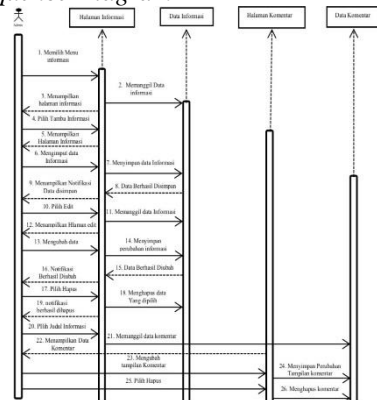 Halaman Informasi
Data Informasi
Halaman Komentar
Data Komentar
1. Memilih Menu
informasi
2. Memanggil Data
informasi
3. Menampilkan
halaman informasi
4. Pilih Tamba Informasi
5. Menampilkan
Halaman Informasi
6. Menginput data
Informasi
7. Menyimpan data Informasi
8. Data Berhasil Disimpan
9. Menampilkan Notifikasi
Data disimpan
10. Pilih Edit
11. Memanggil data Informasi
12. Menampilkan Hlaman edit
13. Mengubah data
14. Menyimpan
perubahan informasi
15. Data Berhasil Diubah
16. Notifikasi
Berhasil Diubah
17. Pilih Hapus
18. Menghapus data
Yang dipilih
19. notifikasi
berhasil dihapus
20. Pilih Judul Informasi
21. Memanggil data komentar
22. Menampilkan Data
Komentar
23. Mengubah
tampilan Komentar
24. Menyimpan Perubahan
Tampilan komentar
25. Pilih Hapus
26. Menghapus komentar